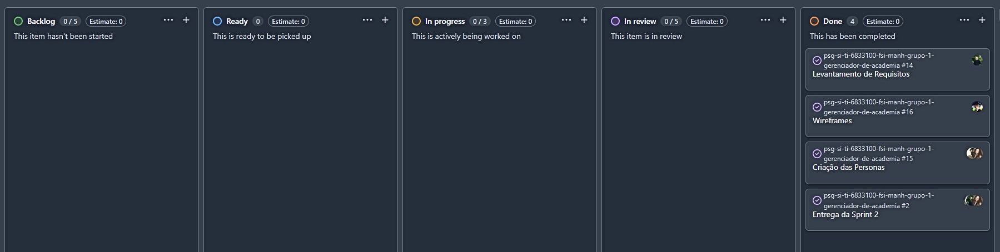 Backlog 0 / 5 Estimate: 0
This item hasn't been started
Ready 0 Estimate: 0
This is ready to be picked up
In progress 0 / 3 Estimate: 0
This is actively being worked on
In review 0 / 5 Estimate: 0
This item is in review
Done 4 Estimate: 0
This has been completed
psg-si-ti-6833100-fsi-manh-grupo-1-
gerenciador-de-academia #14
Levantamento de Requisitos
psg-si-ti-6833100-fsi-manh-grupo-1-
gerenciador-de-academia #16
Wireframes
psg-si-ti-6833100-fsi-manh-grupo-1-
gerenciador-de-academia #15
Criação das Personas
psg-si-ti-6833100-fsi-manh-grupo-1-
gerenciador-de-academia #2
Entrega da Sprint 2